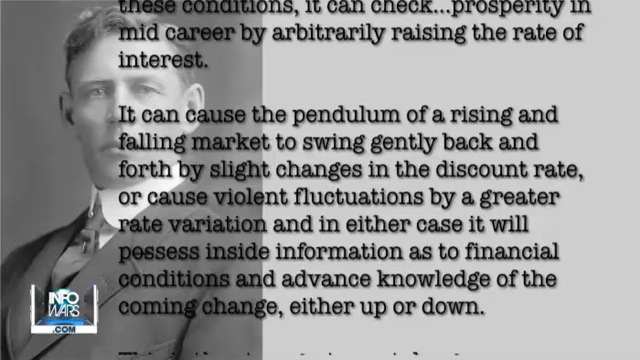 these conditions, it can check...prosperity in
mid career by arbitrarily raising the rate of
interest.
It can cause the pendulum of a rising and
falling market to swing gently back and
forth by slight changes in the discount rate,
or cause violent fluctuations by a greater
rate variation and in either case it will
possess inside information as to financial
conditions and advance knowledge of the
coming change, either up or down.
INFO
WARS
.COM